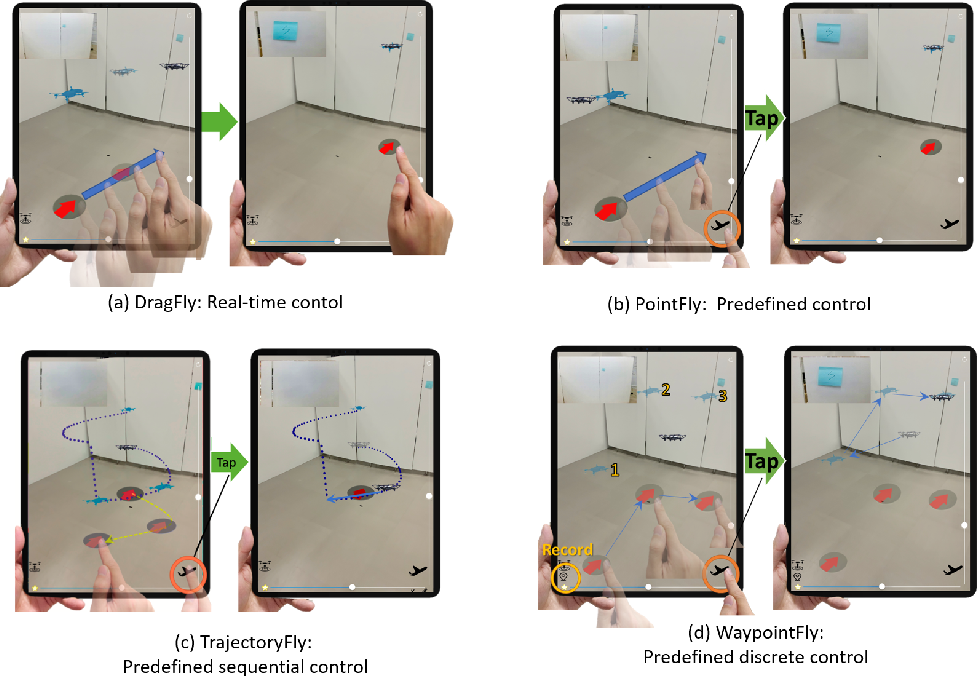 Tap
(a) DragFly: Real-time contol
(b) PointFly:  Predefined control
Tap
Record
1
2
3
Tap
(c) TrajectoryFly:
Predefined sequential control
(d) WaypointFly:
Predefined discrete control